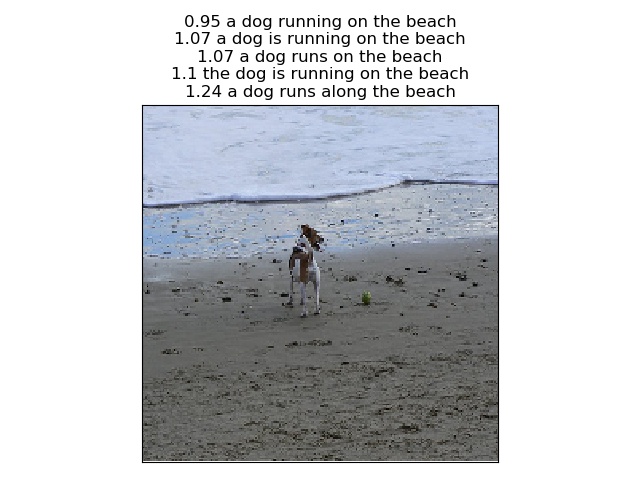 0.95 a dog running on the beach
1.07 a dog is running on the beach
1.07 a dog runs on the beach
1.1 the dog is running on the beach
1.24 a dog runs along the beach